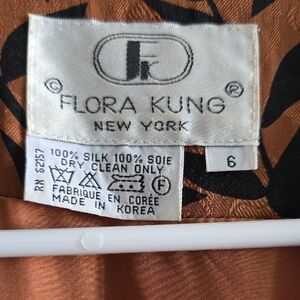 FK
© ®
FLORA KUNG
NEW YORK
6
RN 62157
100% SILK 100% SOIE
DRY CLEAN ONLY
F
FABRIQUE EN CORÉE
MADE IN KOREA